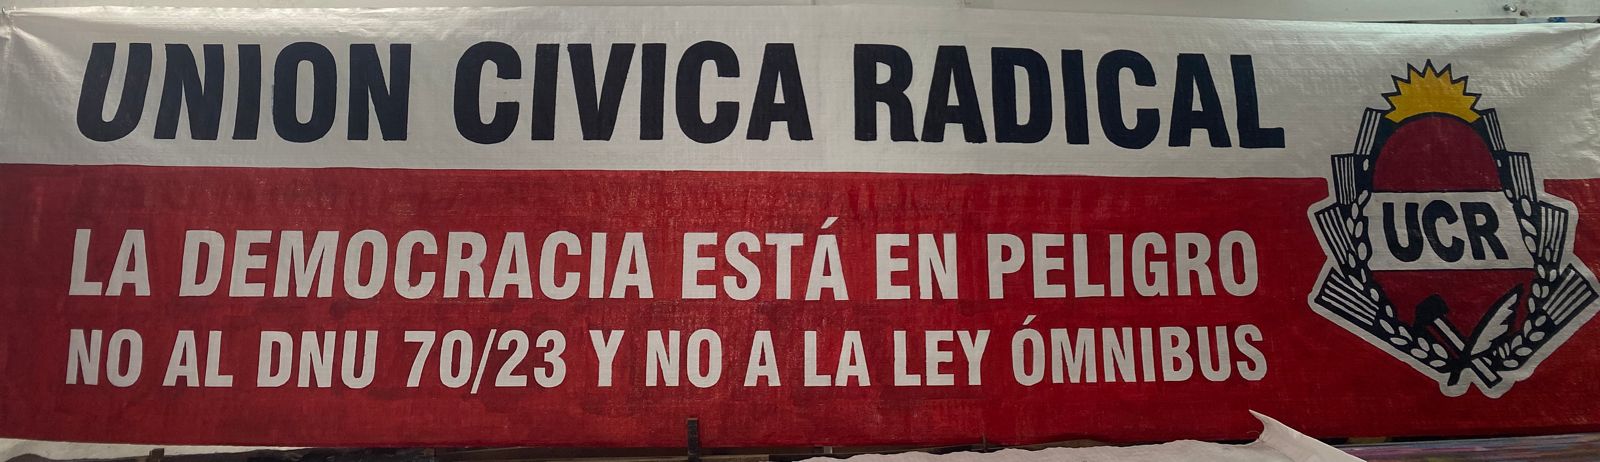 UNION CIVICA RADICAL
UCR
LA DEMOCRACIA ESTÁ EN PELIGRO
NO AL DNU 70/23 Y NO A LA LEY ÓMNIBUS